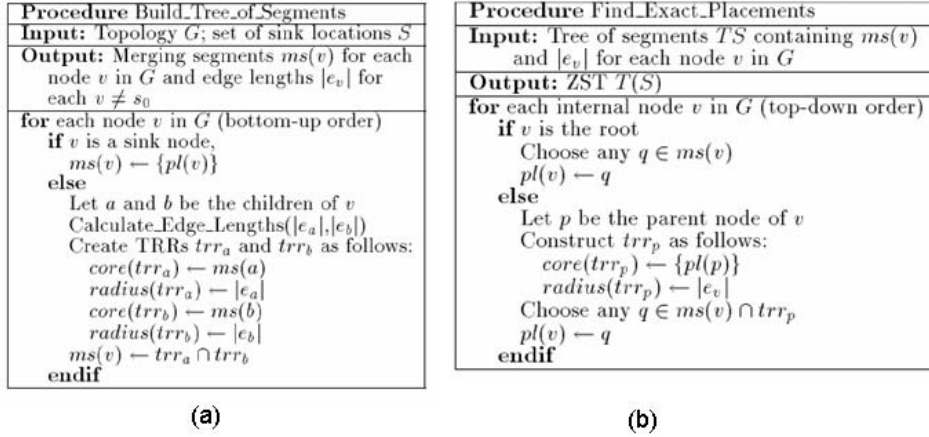 Procedure Build_Tree_of_Segments
Input: Topology G; set of sink locations S
Output: Merging segments ms(v) for each
node v in G and edge lengths |e_v| for
each v ≠ s_0
for each node v in G (bottom-up order)
if v is a sink node,
ms(v) ← {pl(v)}
else
Let a and b be the children of v
Calculate_Edge_Lengths(|e_a|,|e_b|)
Create TRRs trr_a and trr_b as follows:
core(trr_a) ← ms(a)
radius(trr_a) ← |e_a|
core(trr_b) ← ms(b)
radius(trr_b) ← |e_b|
ms(v) ← trr_a ∩ trr_b
endif
(a)
Procedure Find_Exact_Placements
Input: Tree of segments TS containing ms(v)
and |e_v| for each node v in G
Output: ZST T(S)
for each internal node v in G (top-down order)
if v is the root
Choose any q ∈ ms(v)
pl(v) ← q
else
Let p be the parent node of v
Construct trr_p as follows:
core(trr_p) ← {pl(p)}
radius(trr_p) ← |e_v|
Choose any q ∈ ms(v) ∩ trr_p
pl(v) ← q
endif
(b)